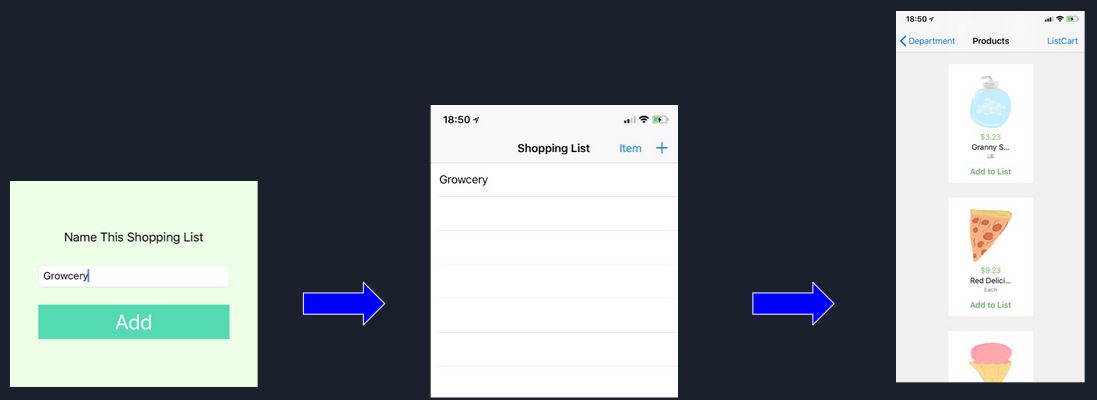 Name This Shopping List
Growcery
Add
18:50
Shopping List Item +
Growcery
18:50
Department Products ListCart
$3.23
Granny S...
LB
Add to List
$9.23
Red Delici...
Each
Add to List